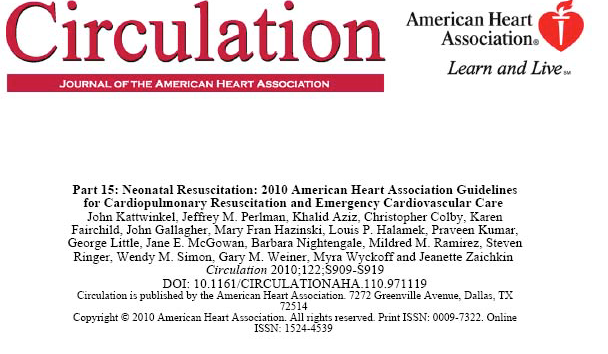 Circulation
JOURNAL OF THE AMERICAN HEART ASSOCIATION
American Heart
Association®
Learn and Live℠
Part 15: Neonatal Resuscitation: 2010 American Heart Association Guidelines
for Cardiopulmonary Resuscitation and Emergency Cardiovascular Care
John Kattwinkel, Jeffrey M. Perlman, Khalid Aziz, Christopher Colby, Karen
Fairchild, John Gallagher, Mary Fran Hazinski, Louis P. Halamek, Praveen Kumar,
George Little, Jane E. McGowan, Barbara Nightengale, Mildred M. Ramirez, Steven
Ringer, Wendy M. Simon, Gary M. Weiner, Myra Wyckoff and Jeanette Zaichkin
Circulation 2010;122;S909-S919
DOI: 10.1161/CIRCULATIONAHA.110.971119
Circulation is published by the American Heart Association. 7272 Greenville Avenue, Dallas, TX
72514
Copyright © 2010 American Heart Association. All rights reserved. Print ISSN: 0009-7322. Online
ISSN: 1524-4539